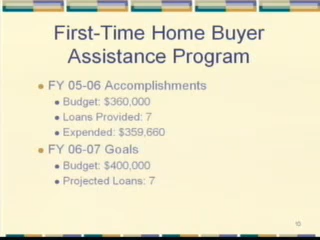 First-Time Home Buyer
Assistance Program
FY 05-06 Accomplishments
Budget: $360,000
Loans Provided: 7
Expended: $359,660
FY 06-07 Goals
Budget: $400,000
Projected Loans: 7
10